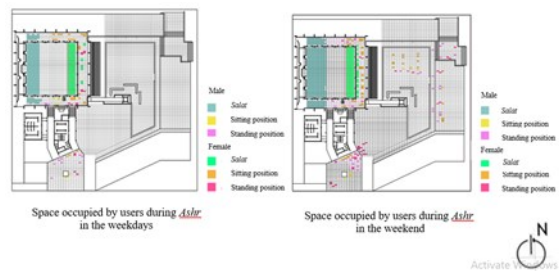 Male
Salat
Sitting position
Standing position
Female
Salat
Sitting position
Standing position
Space occupied by users during Ashr
in the weekdays
Male
Salat
Sitting position
Standing position
Female
Salat
Sitting position
Standing position
Space occupied by users during Ashr
in the weekend
N
Activate Windows